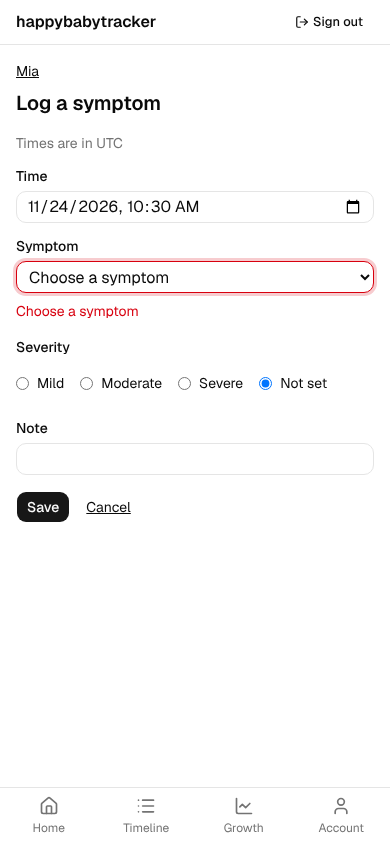 happybabytracker
Sign out
Mia
Log a symptom
Times are in UTC
Time
11/24/2026, 10:30 AM
Symptom
Choose a symptom
Choose a symptom
Severity
Mild Moderate Severe Not set
Note
Save Cancel
Home Timeline Growth Account